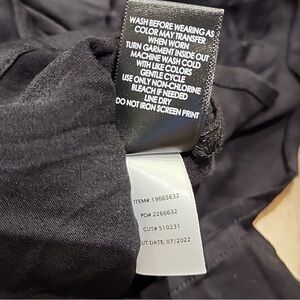 WASH BEFORE WEARING AS
COLOR MAY TRANSFER
WHEN WORN
TURN GARMENT INSIDE OUT
MACHINE WASH COLD
WITH LIKE COLORS
GENTLE CYCLE
USE ONLY NON-CHLORINE
BLEACH IF NEEDED
LINE DRY
DO NOT IRON SCREEN PRINT
ITEM#: 19665632
PO# 2266632
CUT# 510231
UT DATE: 07/2022